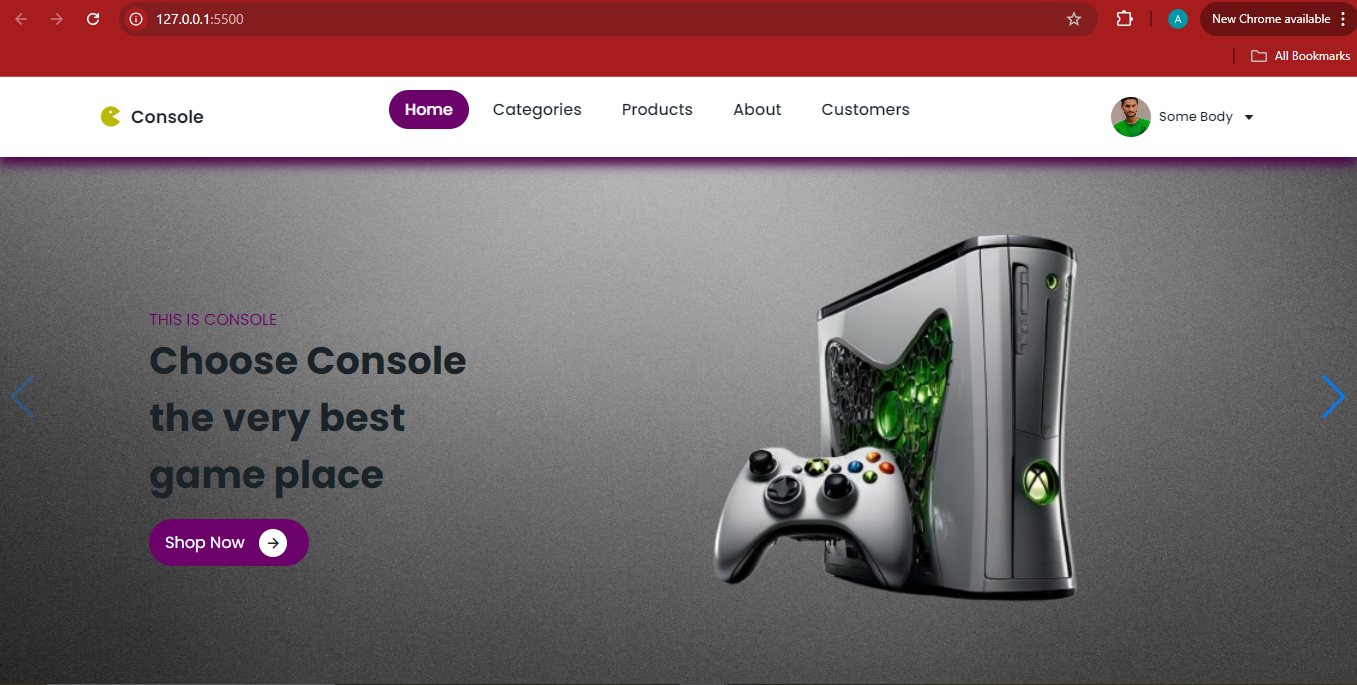 127.0.0.1:5500
A
New Chrome available
All Bookmarks
Console
Home
Categories
Products
About
Customers
Some Body
THIS IS CONSOLE
Choose Console
the very best
game place
Shop Now